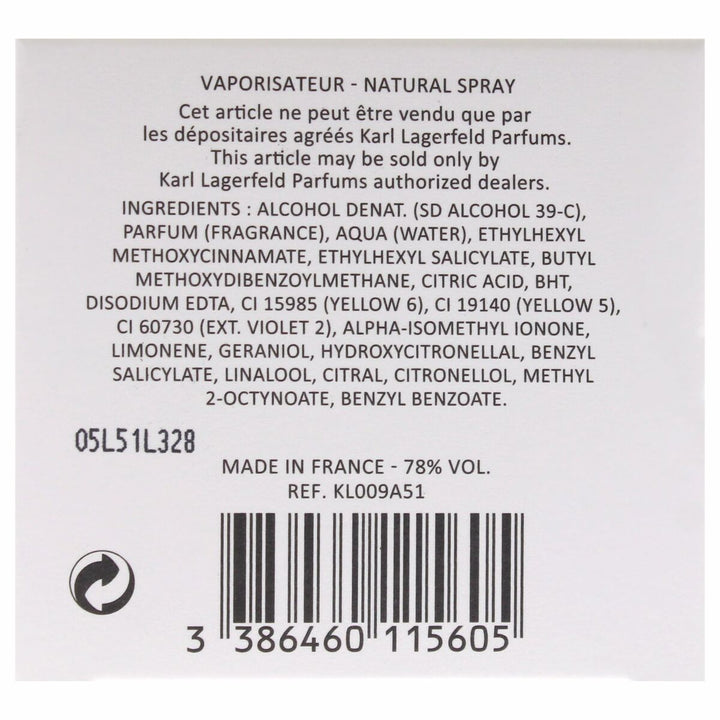 VAPORISATEUR - NATURAL SPRAY
Cet article ne peut être vendu que par
les dépositaires agréés Karl Lagerfeld Parfums.
This article may be sold only by
Karl Lagerfeld Parfums authorized dealers.
INGREDIENTS : ALCOHOL DENAT. (SD ALCOHOL 39-C),
PARFUM (FRAGRANCE), AQUA (WATER), ETHYLHEXYL
METHOXYCINNAMATE, ETHYLHEXYL SALICYLATE, BUTYL
METHOXYDIBENZOYLMETHANE, CITRIC ACID, BHT,
DISODIUM EDTA, CI 15985 (YELLOW 6), CI 19140 (YELLOW 5),
CI 60730 (EXT. VIOLET 2), ALPHA-ISOMETHYL IONONE,
LIMONENE, GERANIOL, HYDROXYCITRONELLAL, BENZYL
SALICYLATE, LINALOOL, CITRAL, CITRONELLOL, METHYL
2-OCTYNOATE, BENZYL BENZOATE.
05L51L328
MADE IN FRANCE - 78% VOL.
REF. KL009A51
3 386460 115605